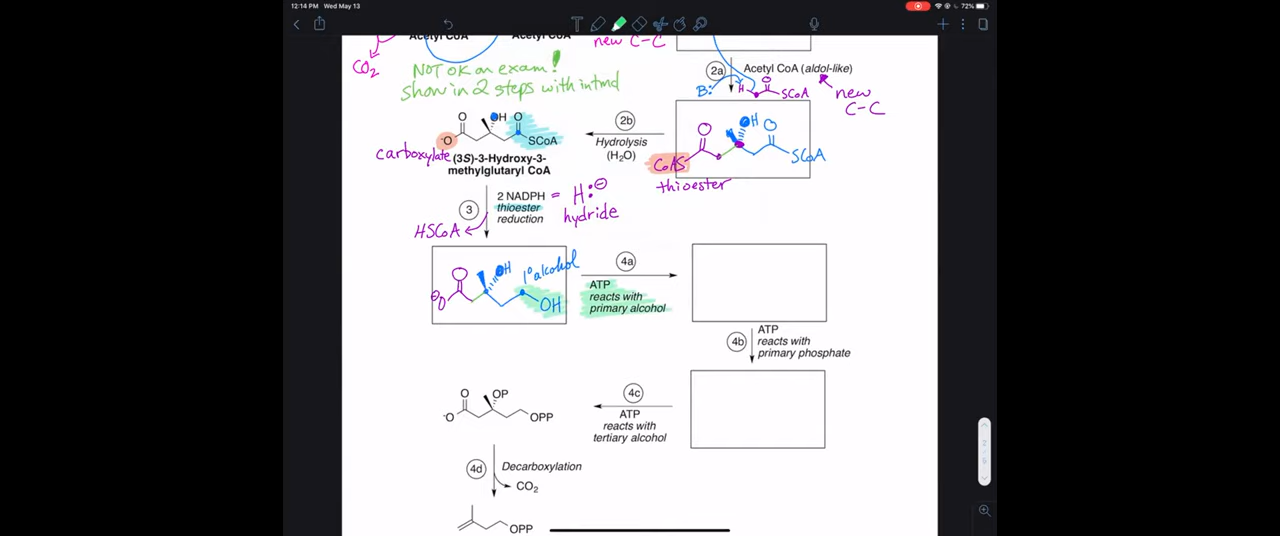 12:14 PM Wed May 13
72%
Acetyl CoA Acetyl CoA
new C-C
CO2
NOT OK on exam!
show in 2 steps with intmd
2a
Acetyl CoA (aldol-like)
B:
H
O
SCoA
new
C-C
O
OH
O
-O
SCoA
carboxylate
(3S)-3-Hydroxy-3-
methylglutaryl CoA
2b
Hydrolysis
(H2O)
O
OH
O
CoAS
SCoA
thioester
3
2 NADPH = H:⊖
thioester
reduction
hydride
HSCoA
O
OH
1° alcohol
⊖O
OH
4a
ATP
reacts with
primary alcohol
4b
ATP
reacts with
primary phosphate
O
OP
-O
OPP
4c
ATP
reacts with
tertiary alcohol
4d
Decarboxylation
CO2
OPP